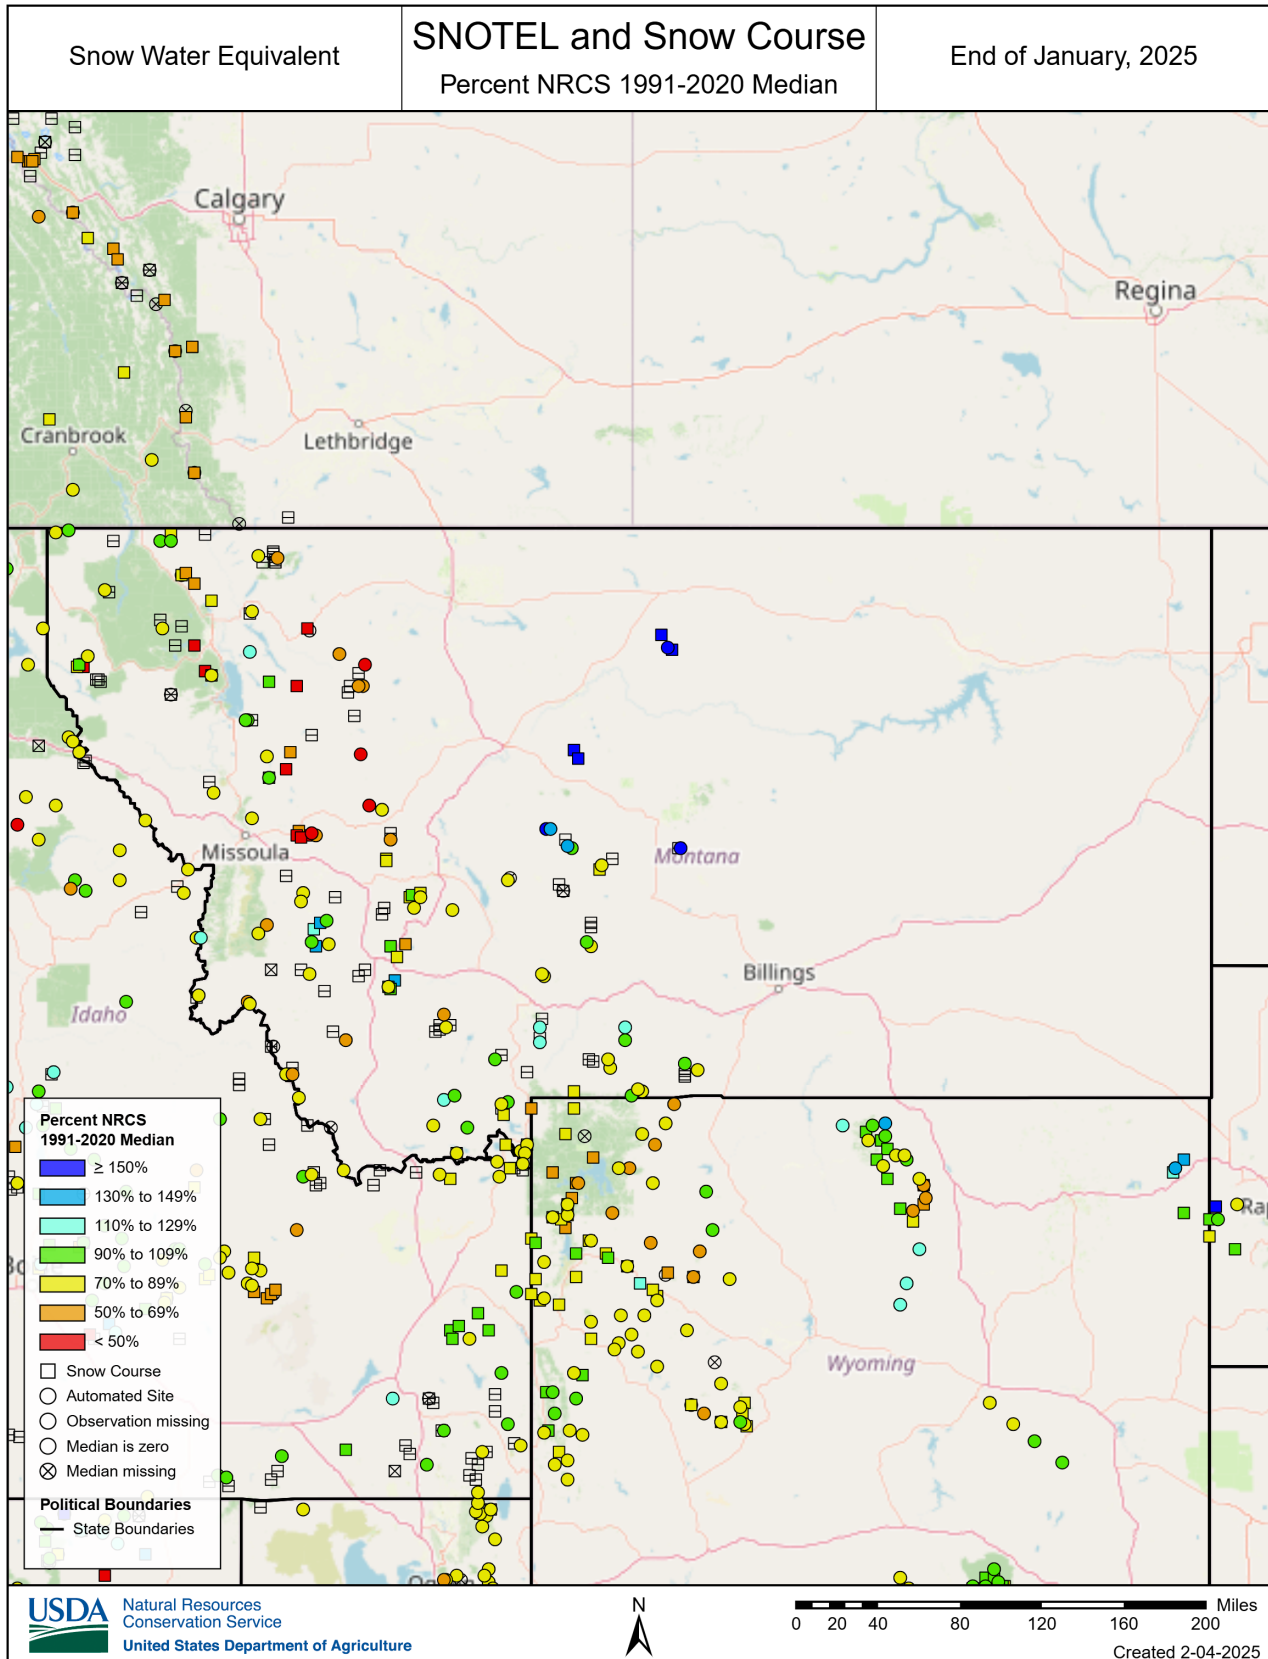 Snow Water Equivalent
SNOTEL and Snow Course
Percent NRCS 1991-2020 Median
End of January, 2025
Calgary
Regina
Cranbrook
Lethbridge
Missoula
Montana
Billings
Idaho
Wyoming
Percent NRCS
1991-2020 Median
≥ 150%
130% to 149%
110% to 129%
90% to 109%
70% to 89%
50% to 69%
< 50%
Snow Course
Automated Site
Observation missing
Median is zero
Median missing
Political Boundaries
State Boundaries
USDA
Natural Resources
Conservation Service
United States Department of Agriculture
N
0 20 40 80 120 160 200 Miles
Created 2-04-2025